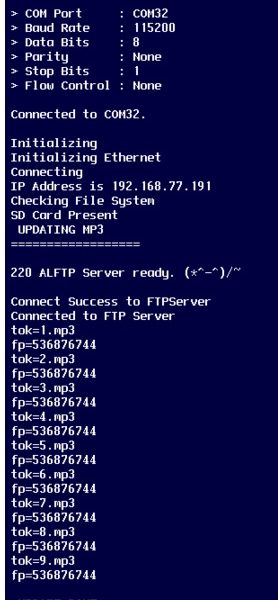 > COM Port     : COM32
> Baud Rate    : 115200
> Data Bits    : 8
> Parity       : None
> Stop Bits    : 1
> Flow Control : None
Connected to COM32.
Initializing
Initializing Ethernet
Connecting
IP Address is 192.168.77.191
Checking File System
SD Card Present
 UPDATING MP3
==================
220 ALFTP Server ready. (*^-^)/~
Connect Success to FTPServer
Connected to FTP Server
tok=1.mp3
fp=536876744
tok=2.mp3
fp=536876744
tok=3.mp3
fp=536876744
tok=4.mp3
fp=536876744
tok=5.mp3
fp=536876744
tok=6.mp3
fp=536876744
tok=7.mp3
fp=536876744
tok=8.mp3
fp=536876744
tok=9.mp3
fp=536876744